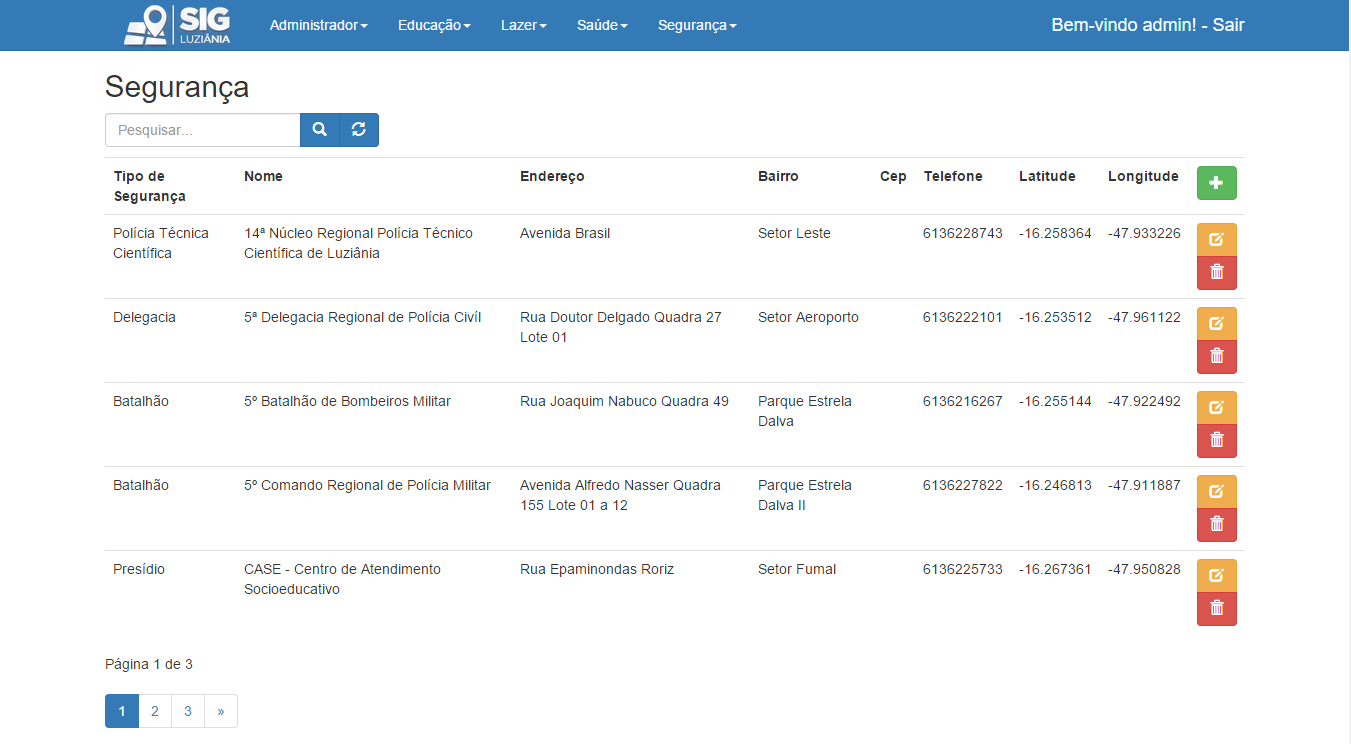 SIG
LUZIÂNIA
Administrador Educação Lazer Saúde Segurança Bem-vindo admin! - Sair
Segurança
Pesquisar...
Tipo de Segurança Nome Endereço Bairro Cep Telefone Latitude Longitude
Polícia Técnica 14ª Núcleo Regional Polícia Técnico Avenida Brasil Setor Leste 6136228743 -16.258364 -47.933226
Científica Científica de Luziânia
Delegacia 5ª Delegacia Regional de Polícia Civíl Rua Doutor Delgado Quadra 27 Setor Aeroporto 6136222101 -16.253512 -47.961122
Lote 01
Batalhão 5º Batalhão de Bombeiros Militar Rua Joaquim Nabuco Quadra 49 Parque Estrela 6136216267 -16.255144 -47.922492
Dalva
Batalhão 5º Comando Regional de Polícia Militar Avenida Alfredo Nasser Quadra Parque Estrela 6136227822 -16.246813 -47.911887
155 Lote 01 a 12 Dalva II
Presídio CASE - Centro de Atendimento Rua Epaminondas Roriz Setor Fumal 6136225733 -16.267361 -47.950828
Socioeducativo
Página 1 de 3
1 2 3 »